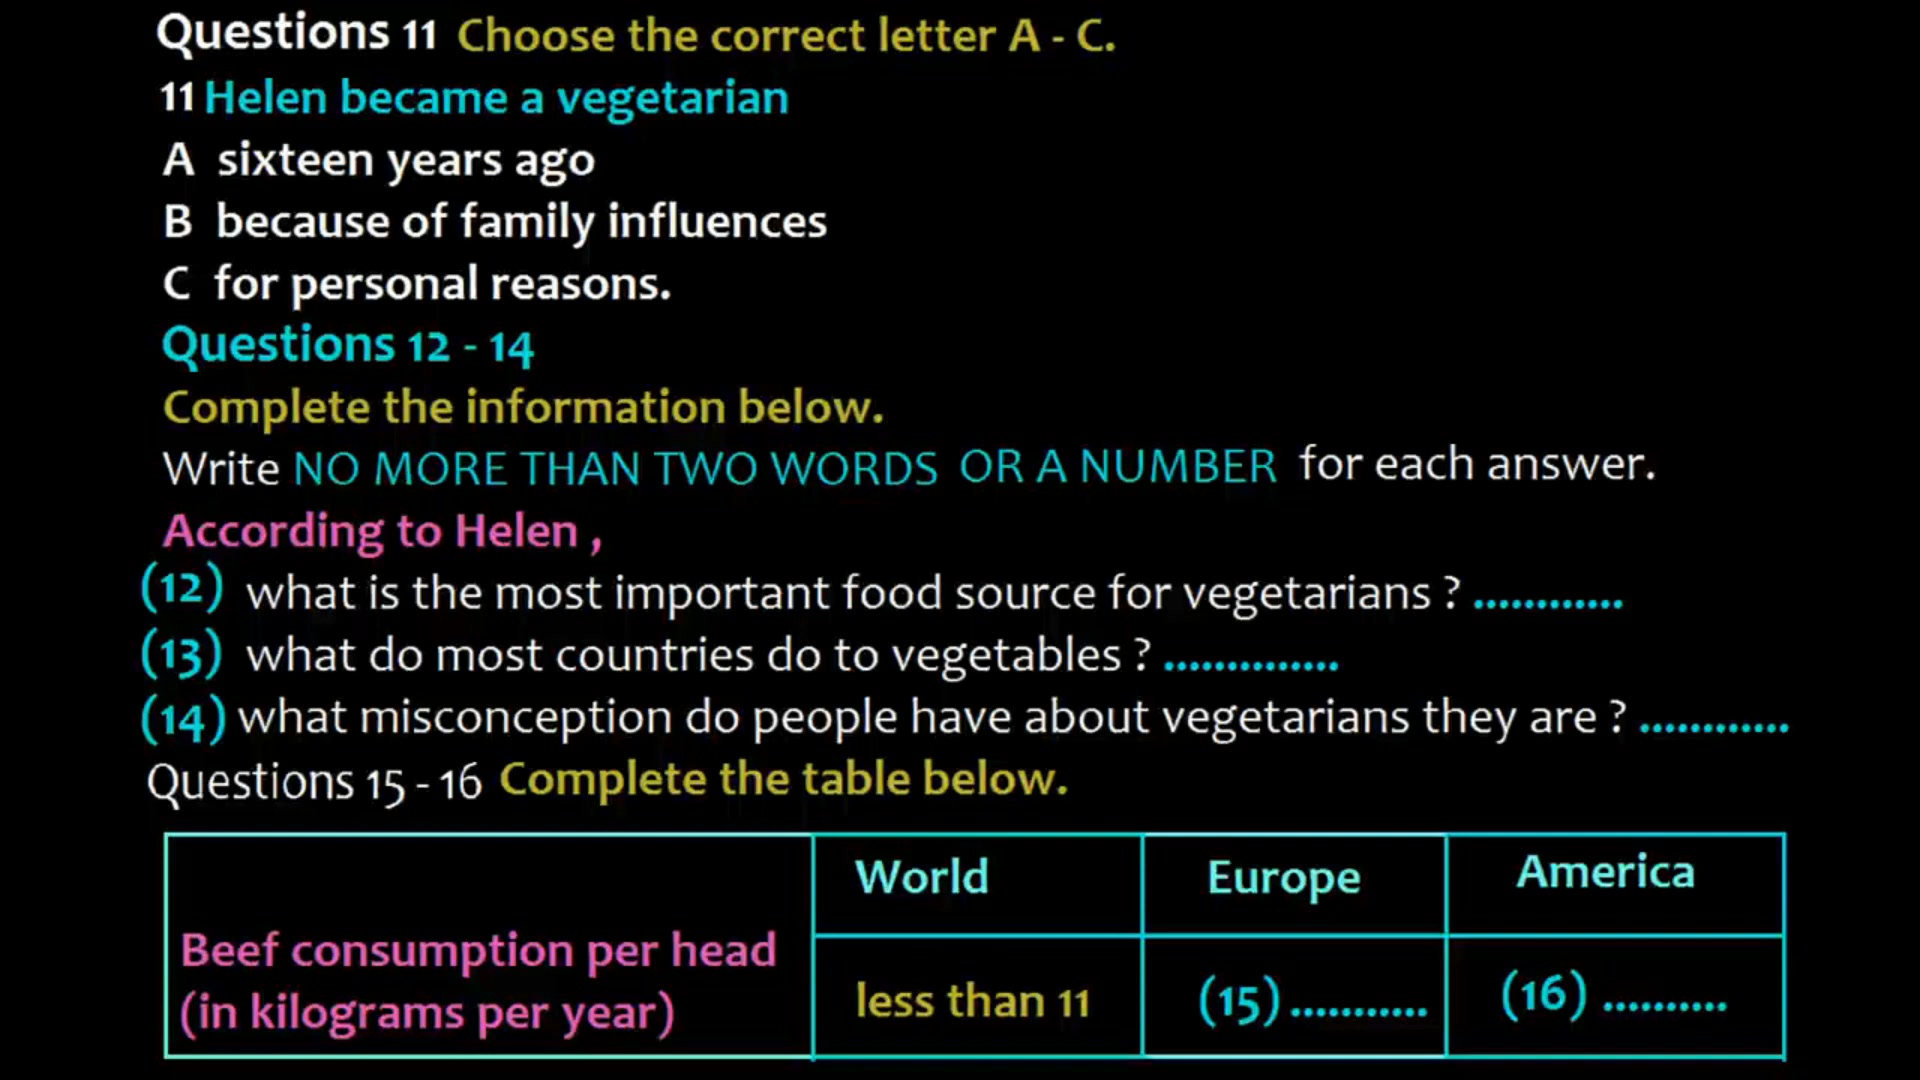 Questions 11 Choose the correct letter A - C.
11 Helen became a vegetarian
A sixteen years ago
B because of family influences
C for personal reasons.
Questions 12 - 14
Complete the information below.
Write NO MORE THAN TWO WORDS OR A NUMBER for each answer.
According to Helen ,
(12) what is the most important food source for vegetarians ? ............
(13) what do most countries do to vegetables ? ..............
(14) what misconception do people have about vegetarians they are ? ............
Questions 15 - 16 Complete the table below.
World Europe America
Beef consumption per head
(in kilograms per year)
less than 11 (15) ........... (16) ..........